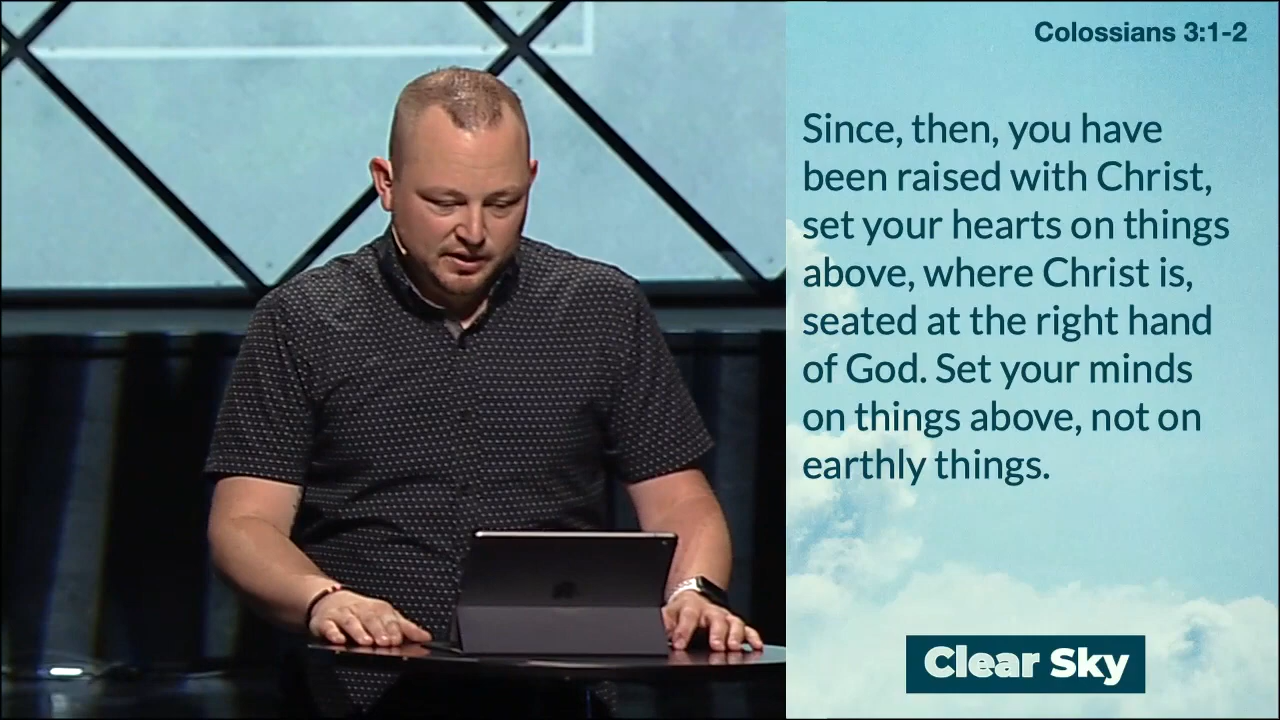 Colossians 3:1-2
Since, then, you have
been raised with Christ,
set your hearts on things
above, where Christ is,
seated at the right hand
of God. Set your minds
on things above, not on
earthly things.
Clear Sky